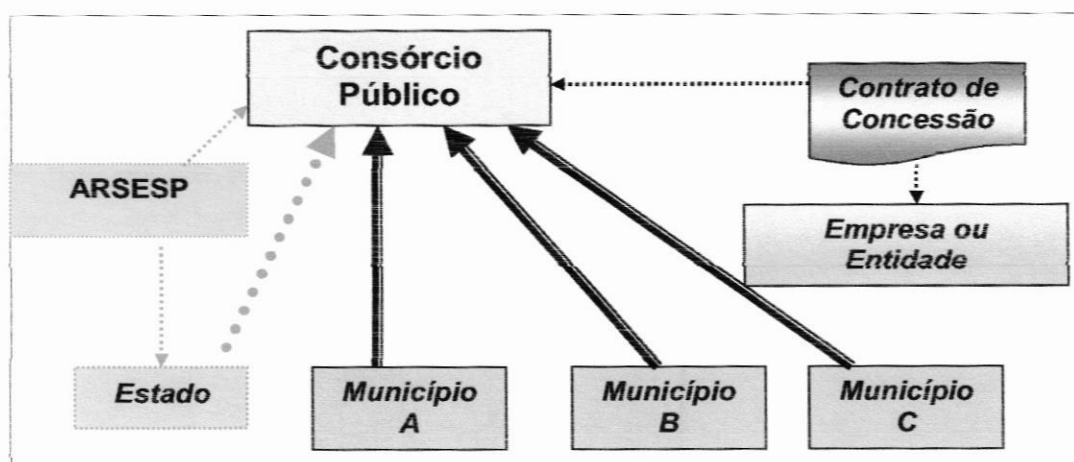 Consórcio
Público
Contrato de
Concessão
ARSESP
Empresa ou
Entidade
Estado
Município
A
Município
B
Município
C